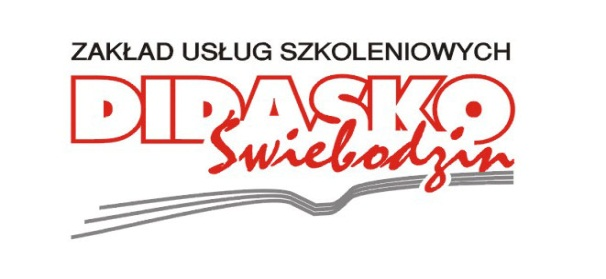 ZAKŁAD USŁUG SZKOLENIOWYCH
DIDASKO
Świebodzin